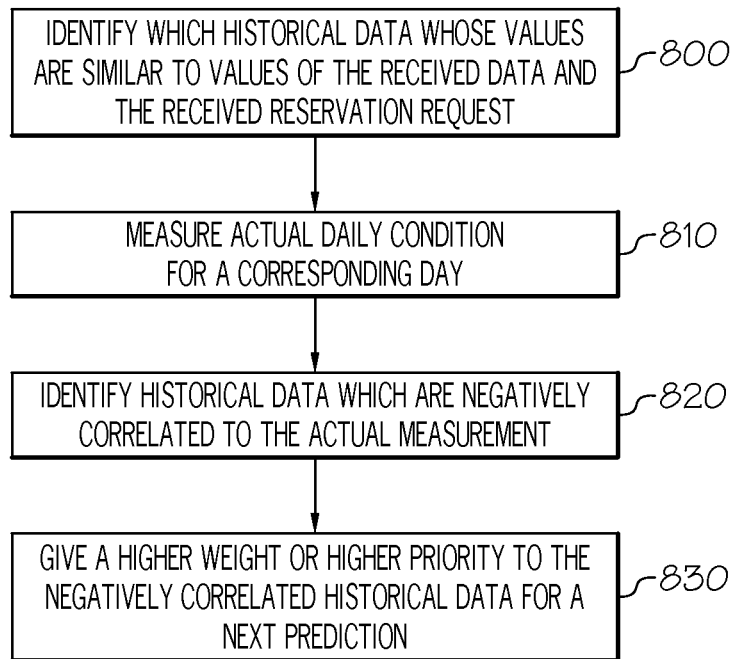 IDENTIFY WHICH HISTORICAL DATA WHOSE VALUES
ARE SIMILAR TO VALUES OF THE RECEIVED DATA AND
THE RECEIVED RESERVATION REQUEST
800
MEASURE ACTUAL DAILY CONDITION
FOR A CORRESPONDING DAY
810
IDENTIFY HISTORICAL DATA WHICH ARE NEGATIVELY
CORRELATED TO THE ACTUAL MEASUREMENT
820
GIVE A HIGHER WEIGHT OR HIGHER PRIORITY TO THE
NEGATIVELY CORRELATED HISTORICAL DATA FOR A
NEXT PREDICTION
830